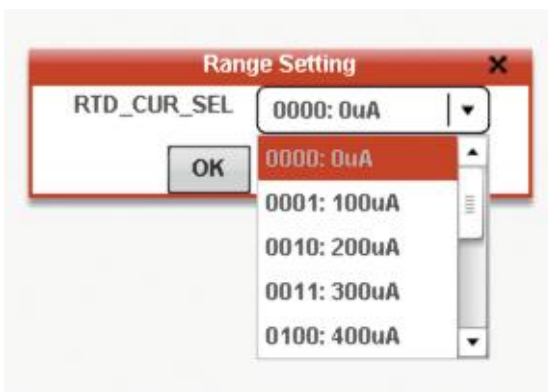 Range Setting
RTD_CUR_SEL 0000: 0uA
OK
0000: 0uA
0001: 100uA
0010: 200uA
0011: 300uA
0100: 400uA